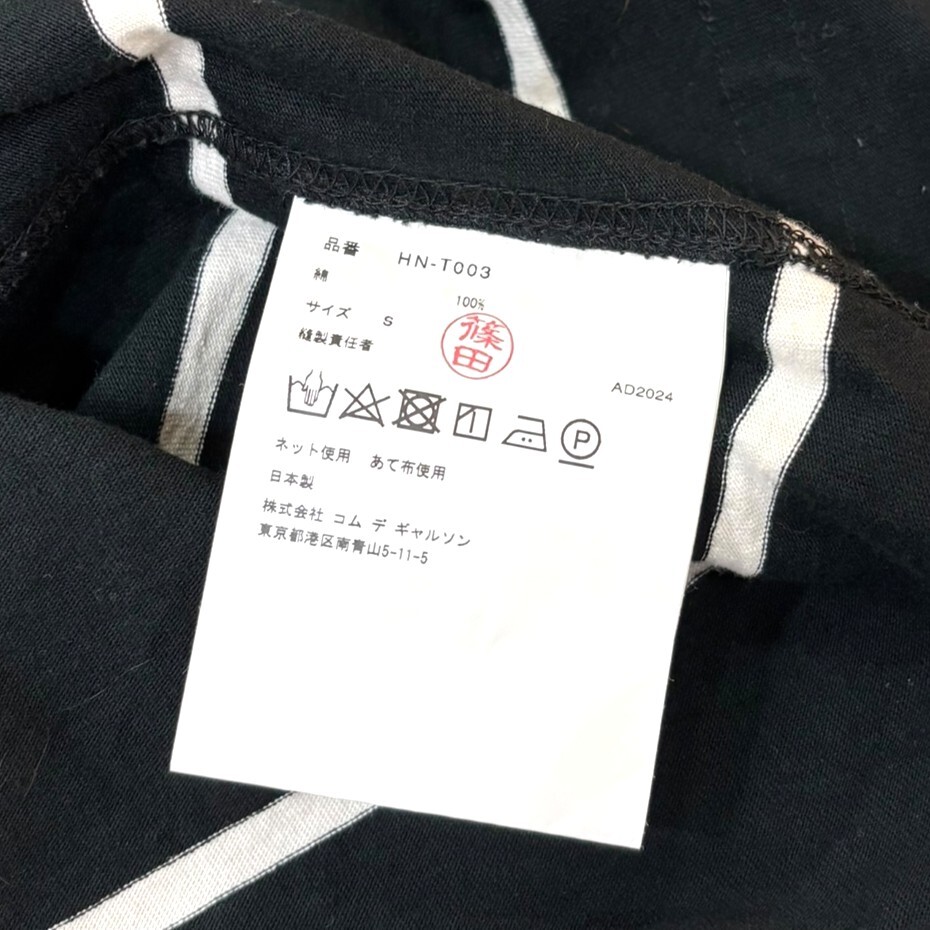 品番 HN-T003
綿 100%
サイズ S
縫製責任者 篠田
AD2024
P
ネット使用 あて布使用
日本製
株式会社 コム デ ギャルソン
東京都港区南青山5-11-5